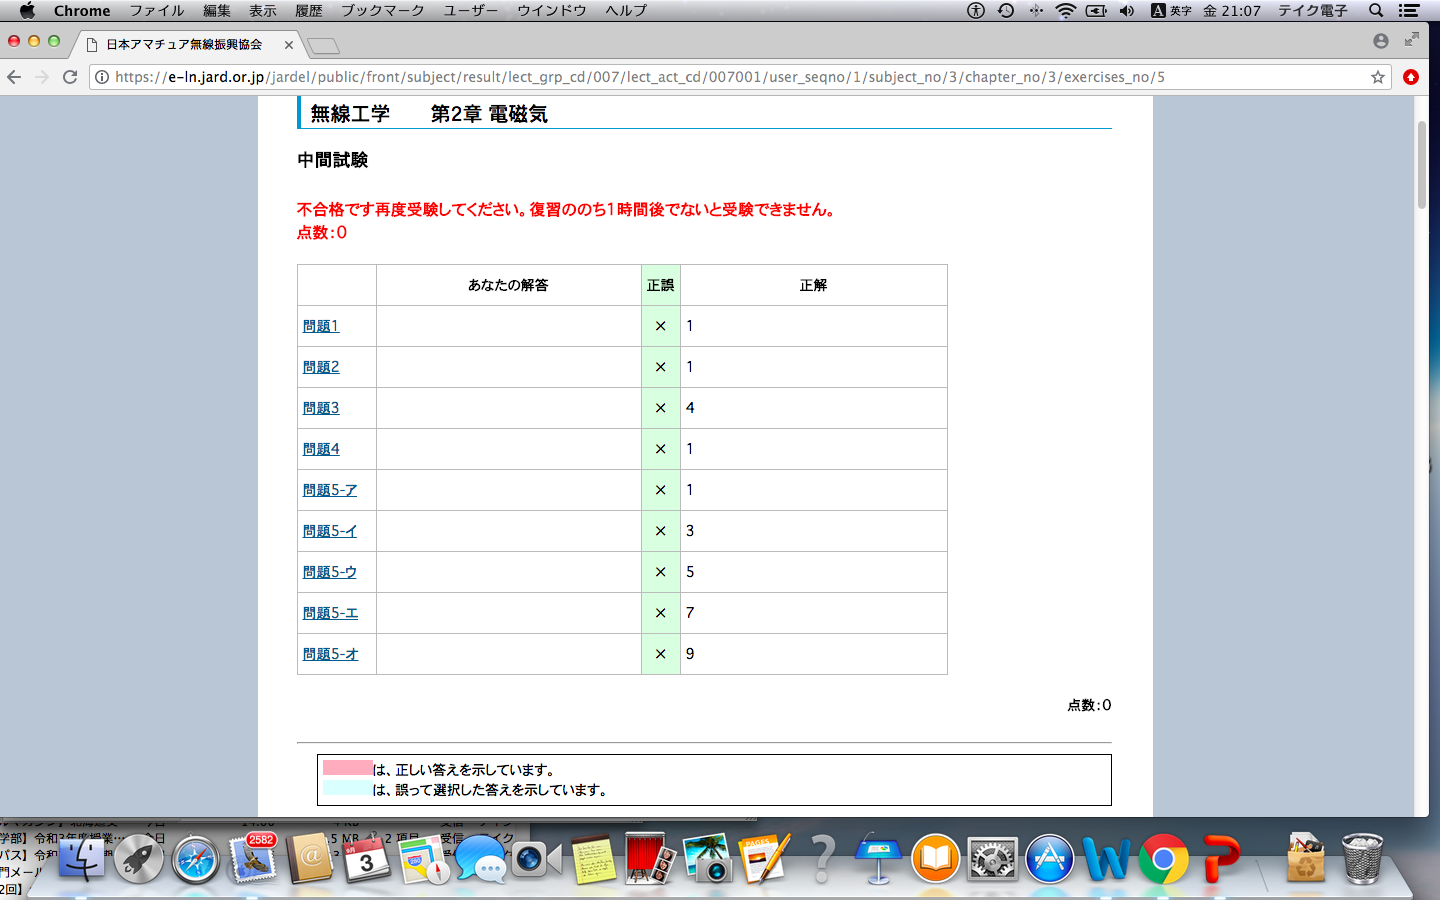 Chrome ファイル 編集 表示 履歴 ブックマーク ユーザー ウインドウ ヘルプ A 英字 金 21:07 テイク電子
日本アマチュア無線振興協会
https://e-ln.jard.or.jp/jardel/public/front/subject/result/lect_grp_cd/007/lect_act_cd/007001/user_seqno/1/subject_no/3/chapter_no/3/exercises_no/5
無線工学 第2章 電磁気
中間試験
不合格です再度受験してください。復習ののち1時間後でないと受験できません。
点数：0
あなたの解答 正誤 正解
問題1 × 1
問題2 × 1
問題3 × 4
問題4 × 1
問題5-ア × 1
問題5-イ × 3
問題5-ウ × 5
問題5-エ × 7
問題5-オ × 9
点数：0
は、正しい答えを示しています。
は、誤って選択した答えを示しています。
2582
3
280
PAGES